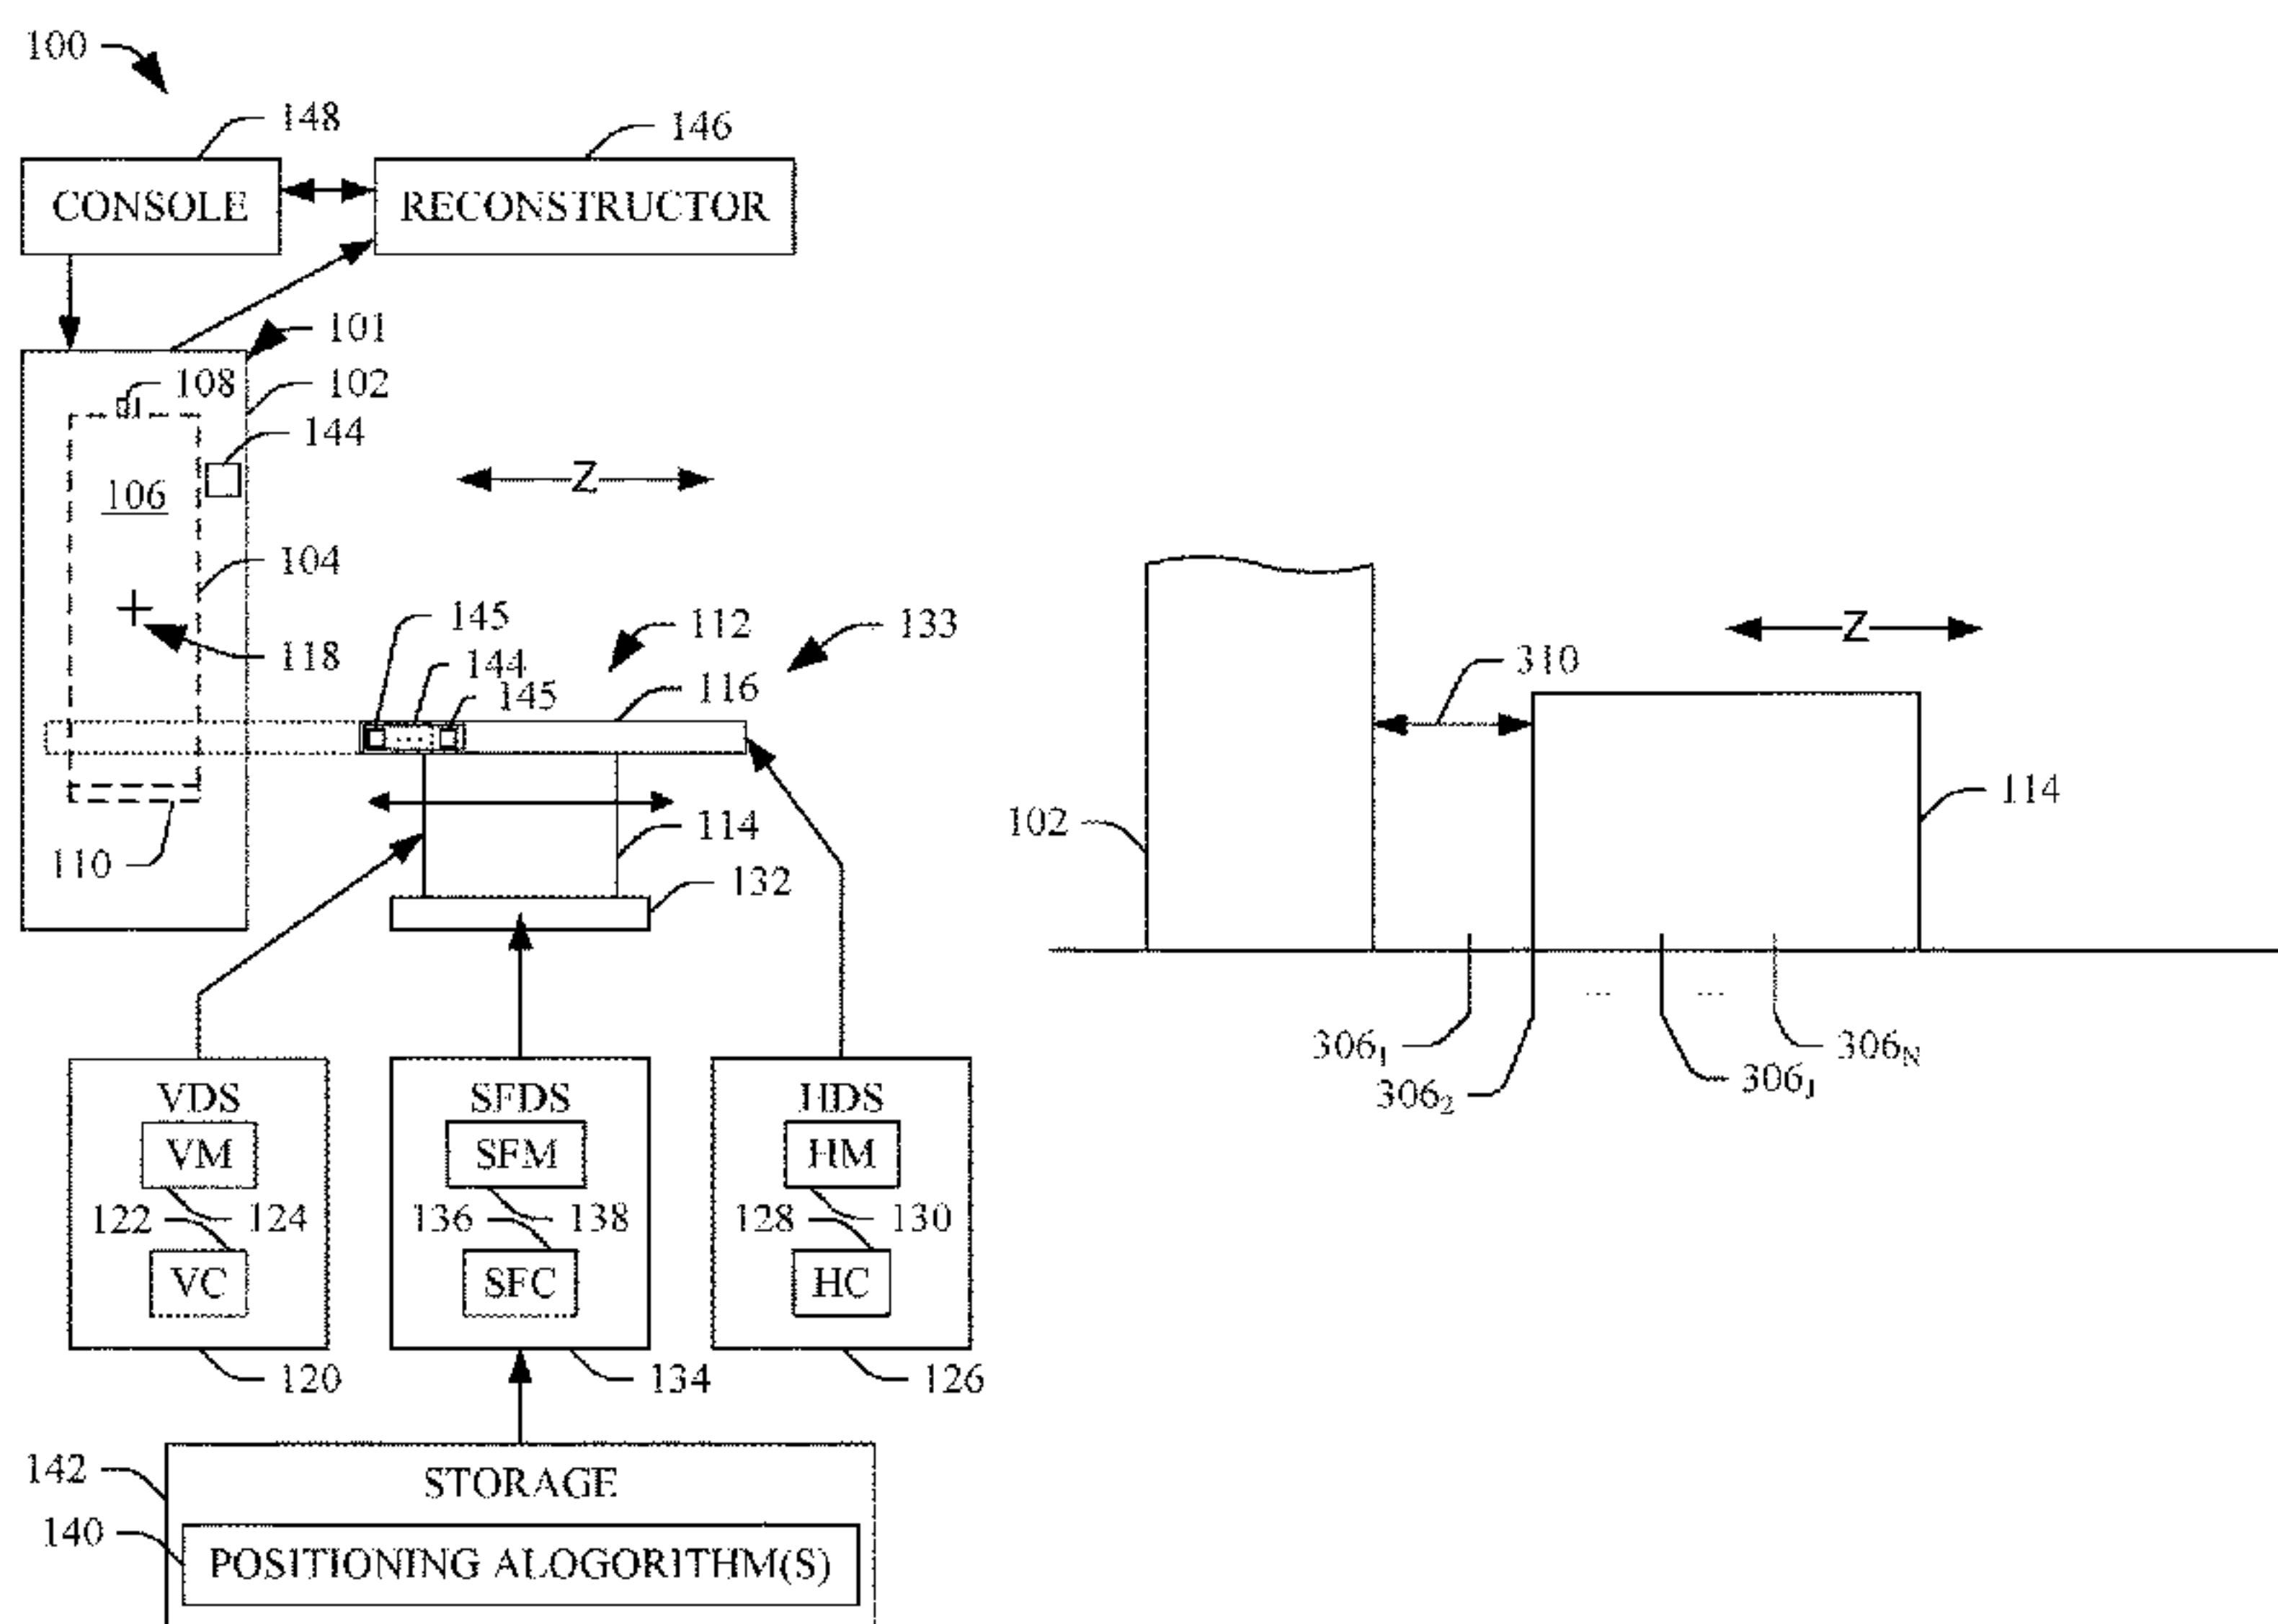 100
148
146
CONSOLE
RECONSTRUCTOR
101
108
102
144
106
Z
104
118
145
112
133
144
145
116
110
114
132
VDS
SFDS
HDS
VM
SFM
HM
122
124
136
138
128
130
VC
SFC
HC
120
134
126
142
STORAGE
140
POSITIONING ALOGORITHM(S)
Z
310
114
102
... ...
306₁
306₂
306_J
306_N